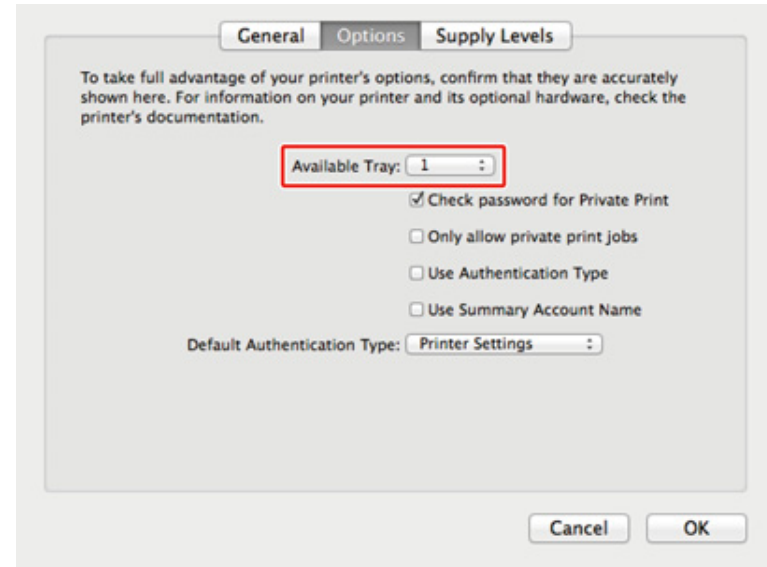 General Options Supply Levels
To take full advantage of your printer's options, confirm that they are accurately
shown here. For information on your printer and its optional hardware, check the
printer's documentation.
Available Tray: 1
Check password for Private Print
Only allow private print jobs
Use Authentication Type
Use Summary Account Name
Default Authentication Type: Printer Settings
Cancel OK